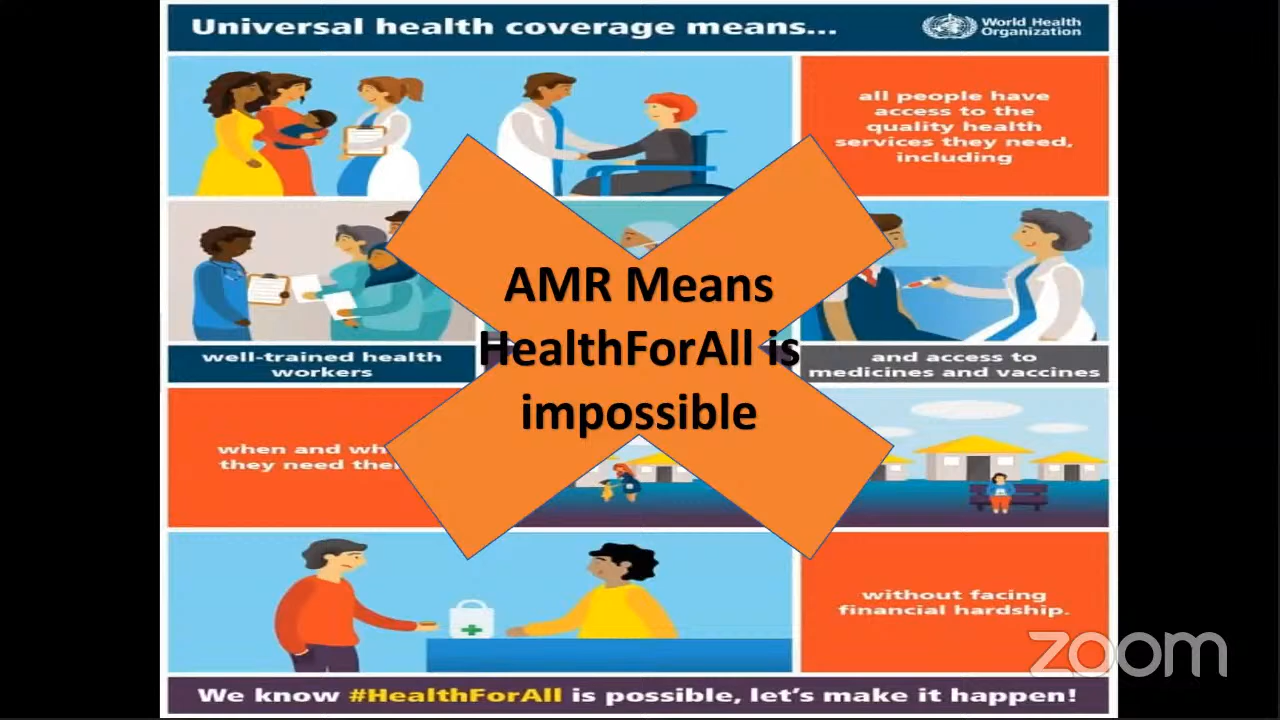 Universal health coverage means...
World Health
Organization
all people have
access to the
quality health
services they need,
including
AMR Means
HealthForAll is
impossible
well-trained health
workers
and access to
medicines and vaccines
when and
they need
without facing
financial hardship.
zoom
We know #HealthForAll is possible, let's make it happen!